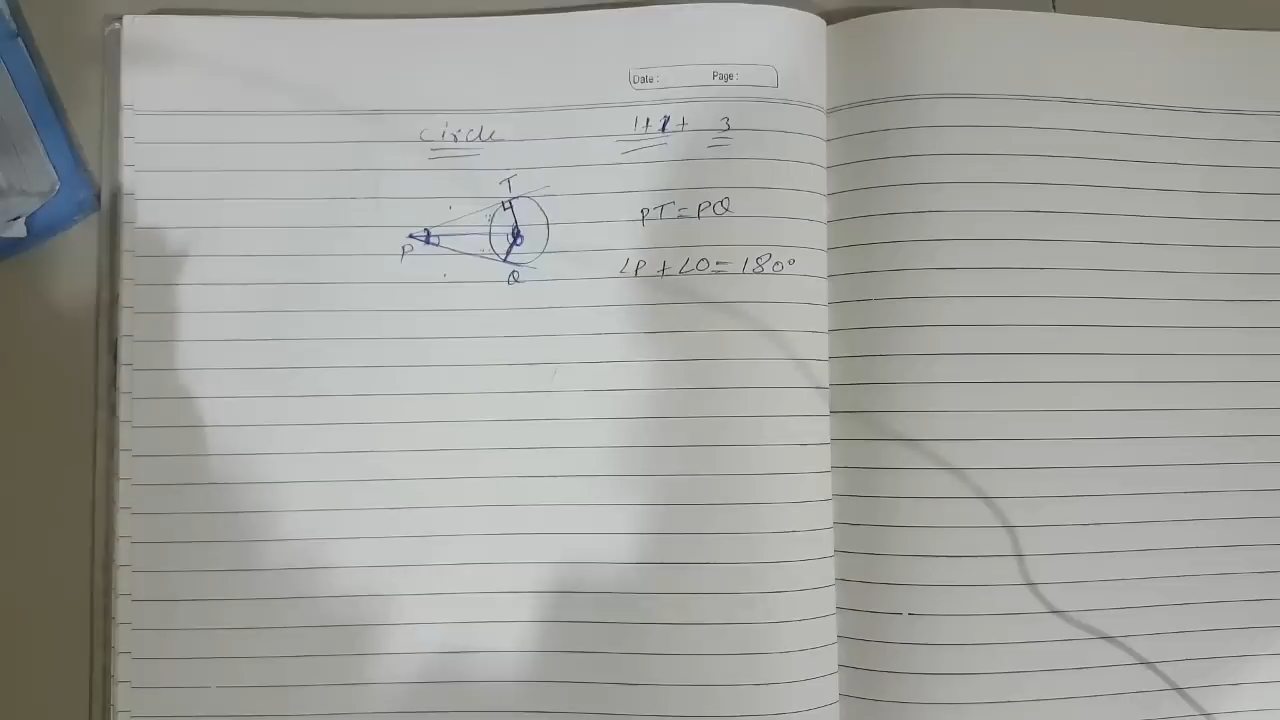 Date : Page :
Circle 1+1+ 3
T
PT=PQ
P
∠P+∠O=180°
Q